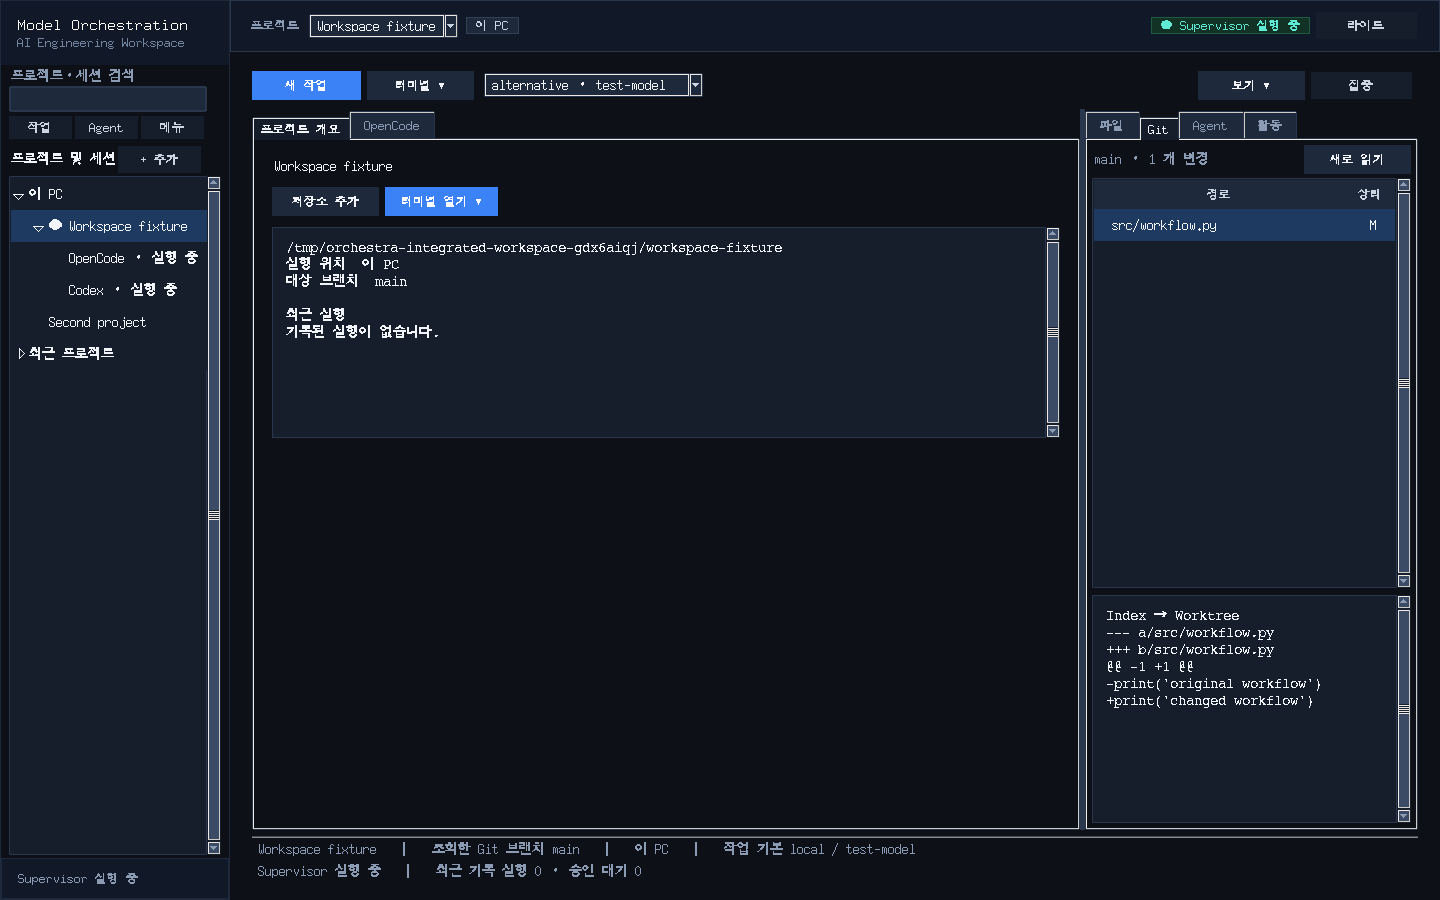 Model Orchestration
AI Engineering Workspace
프로젝트·세션 검색
작업 Agent 메뉴
프로젝트 및 세션 + 추가
이 PC
Workspace fixture
OpenCode · 실행 중
Codex · 실행 중
Second project
최근 프로젝트
Supervisor 실행 중
프로젝트 Workspace fixture 이 PC
Supervisor 실행 중 라이트
새 작업 터미널 ▾ alternative · test-model
보기 ▾ 집중
프로젝트 개요 OpenCode
Workspace fixture
저장소 추가 터미널 열기 ▾
/tmp/orchestra-integrated-workspace-gdx6aiqj/workspace-fixture
실행 위치 이 PC
대상 브랜치 main
최근 실행
기록된 실행이 없습니다.
파일 Git Agent 활동
main · 1 개 변경 새로 읽기
경로 상태
src/workflow.py M
Index → Worktree
--- a/src/workflow.py
+++ b/src/workflow.py
@@ -1 +1 @@
-print('original workflow')
+print('changed workflow')
Workspace fixture | 조회한 Git 브랜치 main | 이 PC | 작업 기본 local / test-model
Supervisor 실행 중 | 최근 기록 실행 0 · 승인 대기 0